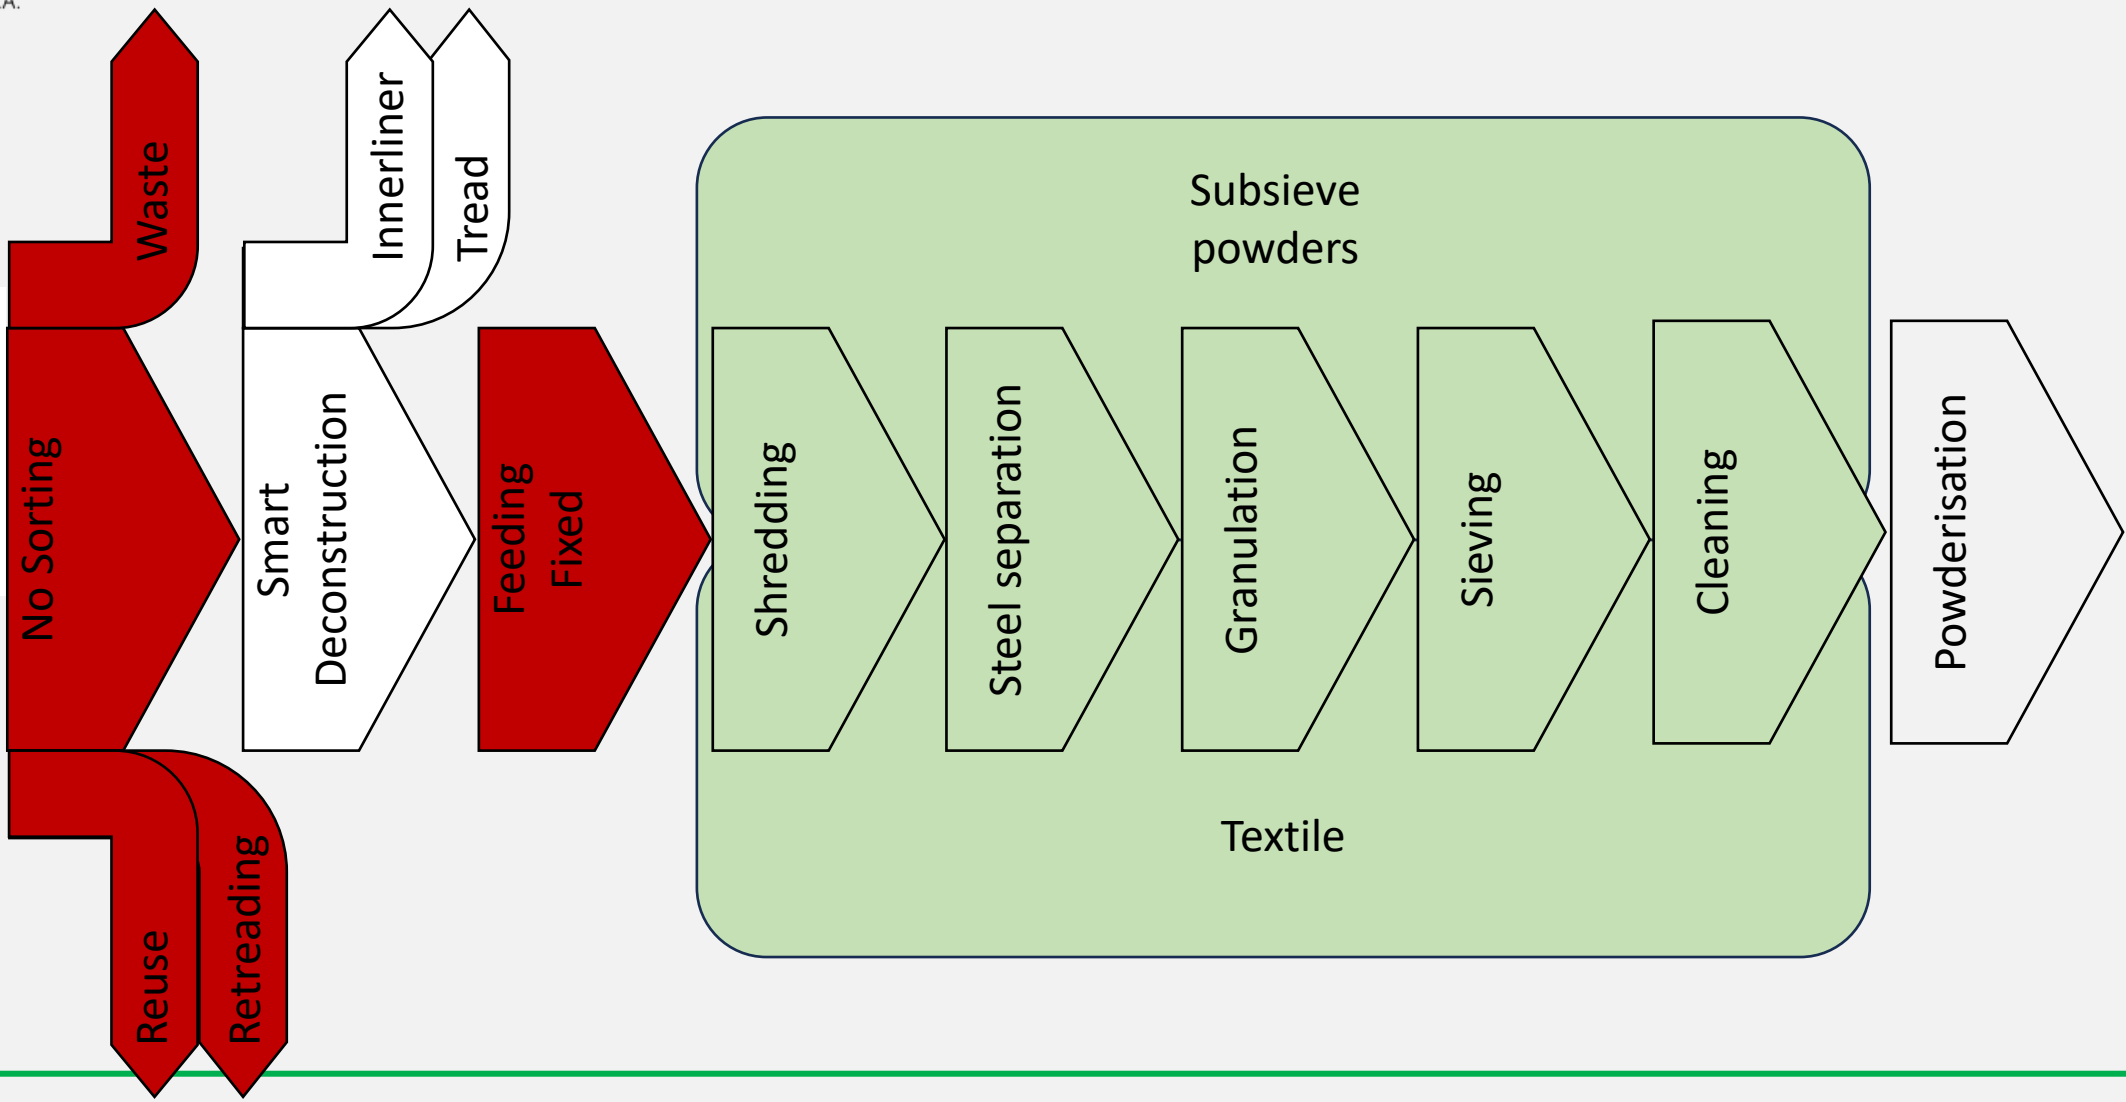 .A.
Waste
Innerliner
Tread
No Sorting
Smart
Deconstruction
Feeding
Fixed
Subsieve
powders
Shredding
Steel separation
Granulation
Sieving
Cleaning
Powderisation
Textile
Reuse
Retreading